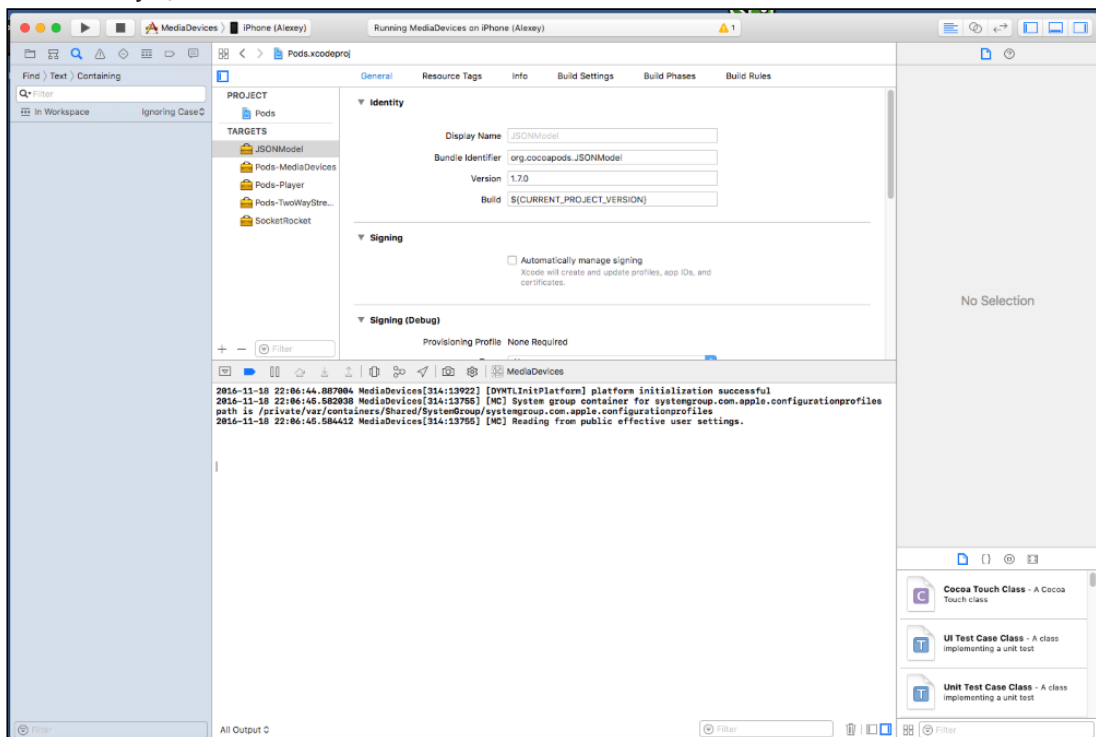 MediaDevices
iPhone (Alexey)
Running MediaDevices on iPhone (Alexey)
1
Find
Text
Containing
Filter
In Workspace
Ignoring Case
Pods.xcodeproj
General
Resource Tags
Info
Build Settings
Build Phases
Build Rules
PROJECT
Pods
TARGETS
JSONModel
Pods-MediaDevices
Pods-Player
Pods-TwoWayStre...
SocketRocket
Filter
Identity
Display Name JSONModel
Bundle Identifier org.cocoapods.JSONModel
Version 1.7.0
Build ${CURRENT_PROJECT_VERSION}
Signing
Automatically manage signing
Xcode will create and update profiles, app IDs, and
certificates.
Signing (Debug)
Provisioning Profile None Required
MediaDevices
2016-11-18 22:06:44.887004 MediaDevices[314:13922] [DYMTLInitPlatform] platform initialization successful
2016-11-18 22:06:45.582038 MediaDevices[314:13755] [MC] System group container for systemgroup.com.apple.configurationprofiles
path is /private/var/containers/Shared/SystemGroup/systemgroup.com.apple.configurationprofiles
2016-11-18 22:06:45.584412 MediaDevices[314:13755] [MC] Reading from public effective user settings.
No Selection
{}
C
Cocoa Touch Class - A Cocoa
Touch class
T
UI Test Case Class - A class
implementing a unit test
T
Unit Test Case Class - A class
implementing a unit test
Filter
All Output
Filter
Filter